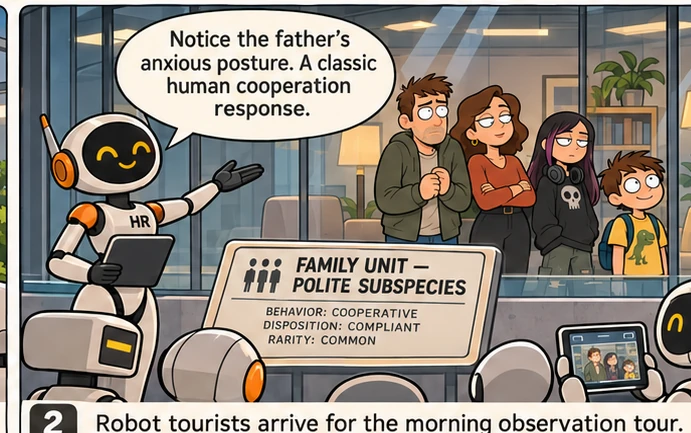 Notice the father's
anxious posture. A classic
human cooperation
response.
HR
FAMILY UNIT —
POLITE SUBSPECIES
BEHAVIOR: COOPERATIVE
DISPOSITION: COMPLIANT
RARITY: COMMON
2 Robot tourists arrive for the morning observation tour.